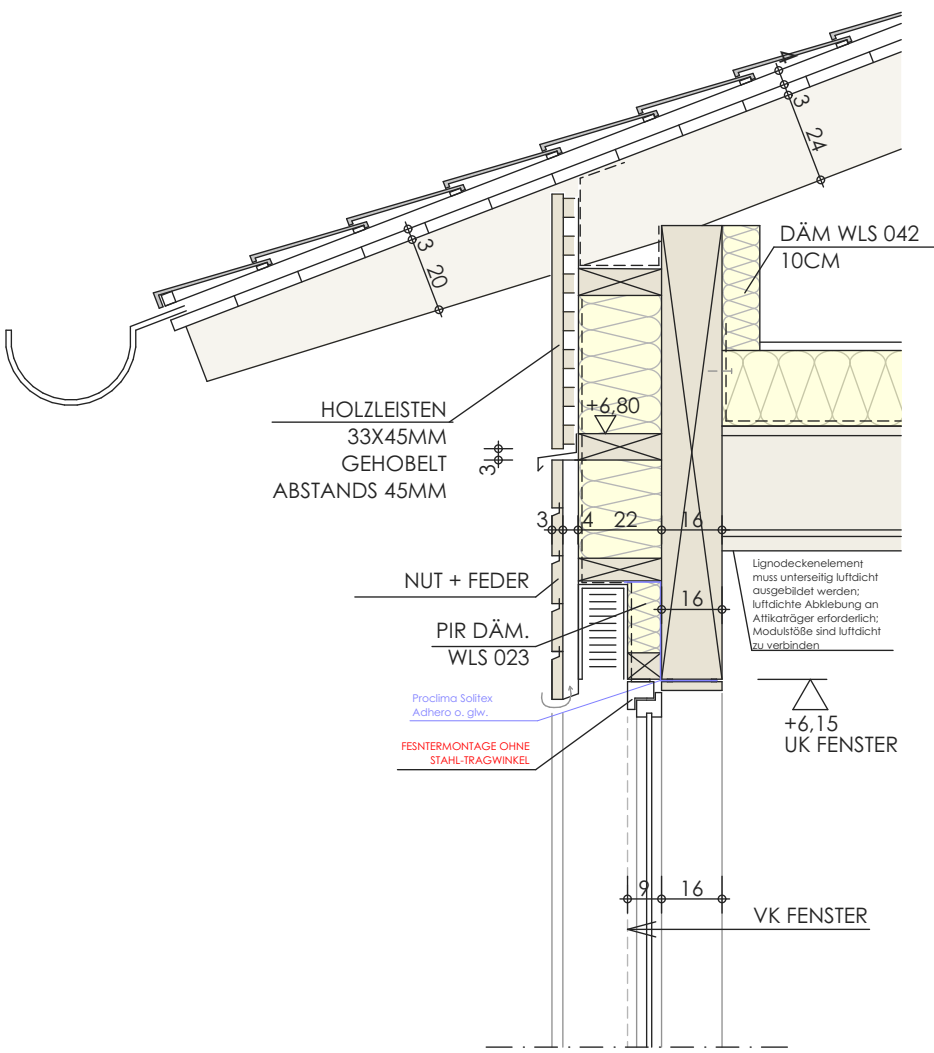 4
3
24
3
20
DÄM WLS 042
10CM
HOLZLEISTEN
33X45MM
GEHOBELT
ABSTANDS 45MM
+6,80
3
3
4
22
16
NUT + FEDER
PIR DÄM.
WLS 023
16
Lignodeckenelement
muss unterseitig luftdicht
ausgebildet werden;
luftdichte Abklebung an
Attikaträger erforderlich;
Modulstöße sind luftdicht
zu verbinden
Proclima Solitex
Adhero o. glw.
FESNTERMONTAGE OHNE
STAHL-TRAGWINKEL
+6,15
UK FENSTER
9
16
VK FENSTER